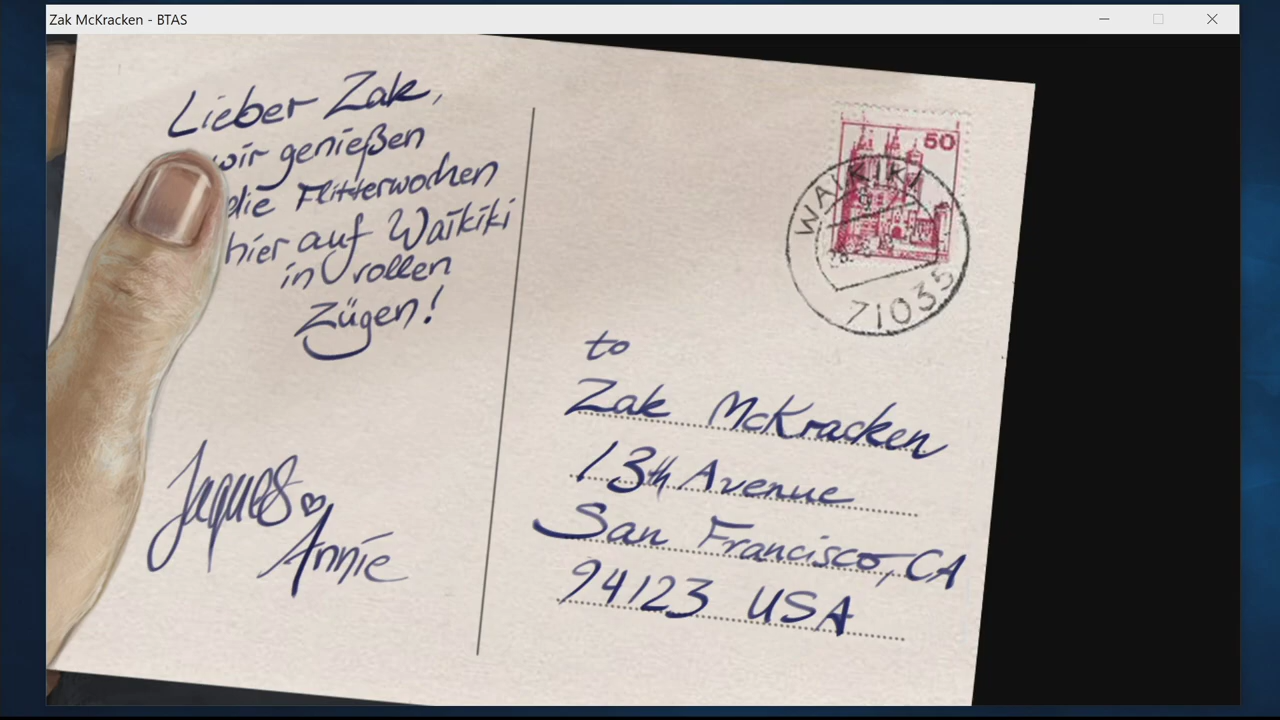 Zak McKracken - BTAS
Lieber Zak,
wir genießen
die Flitterwochen
hier auf Waikiki
in vollen
Zügen!
Jaques
Annie
50
WAIKIKI
71035
to
Zak McKracken
13th Avenue
San Francisco, CA
94123 USA